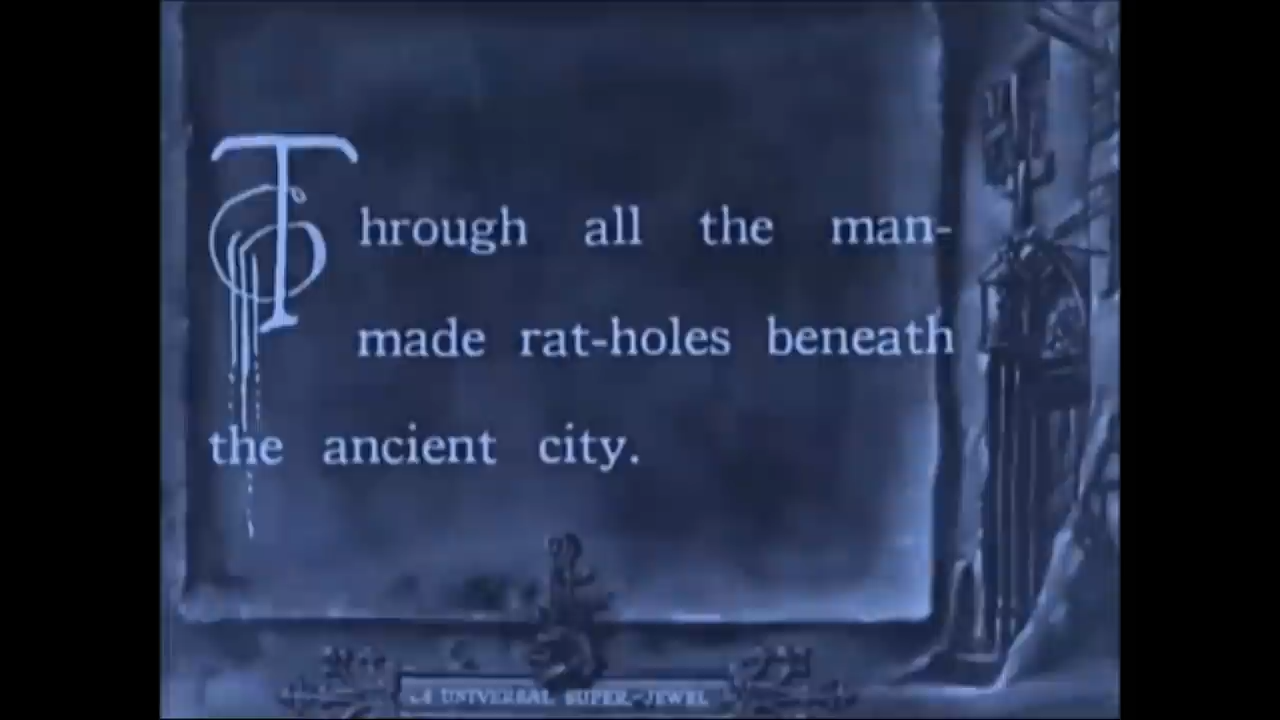 Through all the man-
made rat-holes beneath
the ancient city.
A UNIVERSAL SUPER-JEWEL